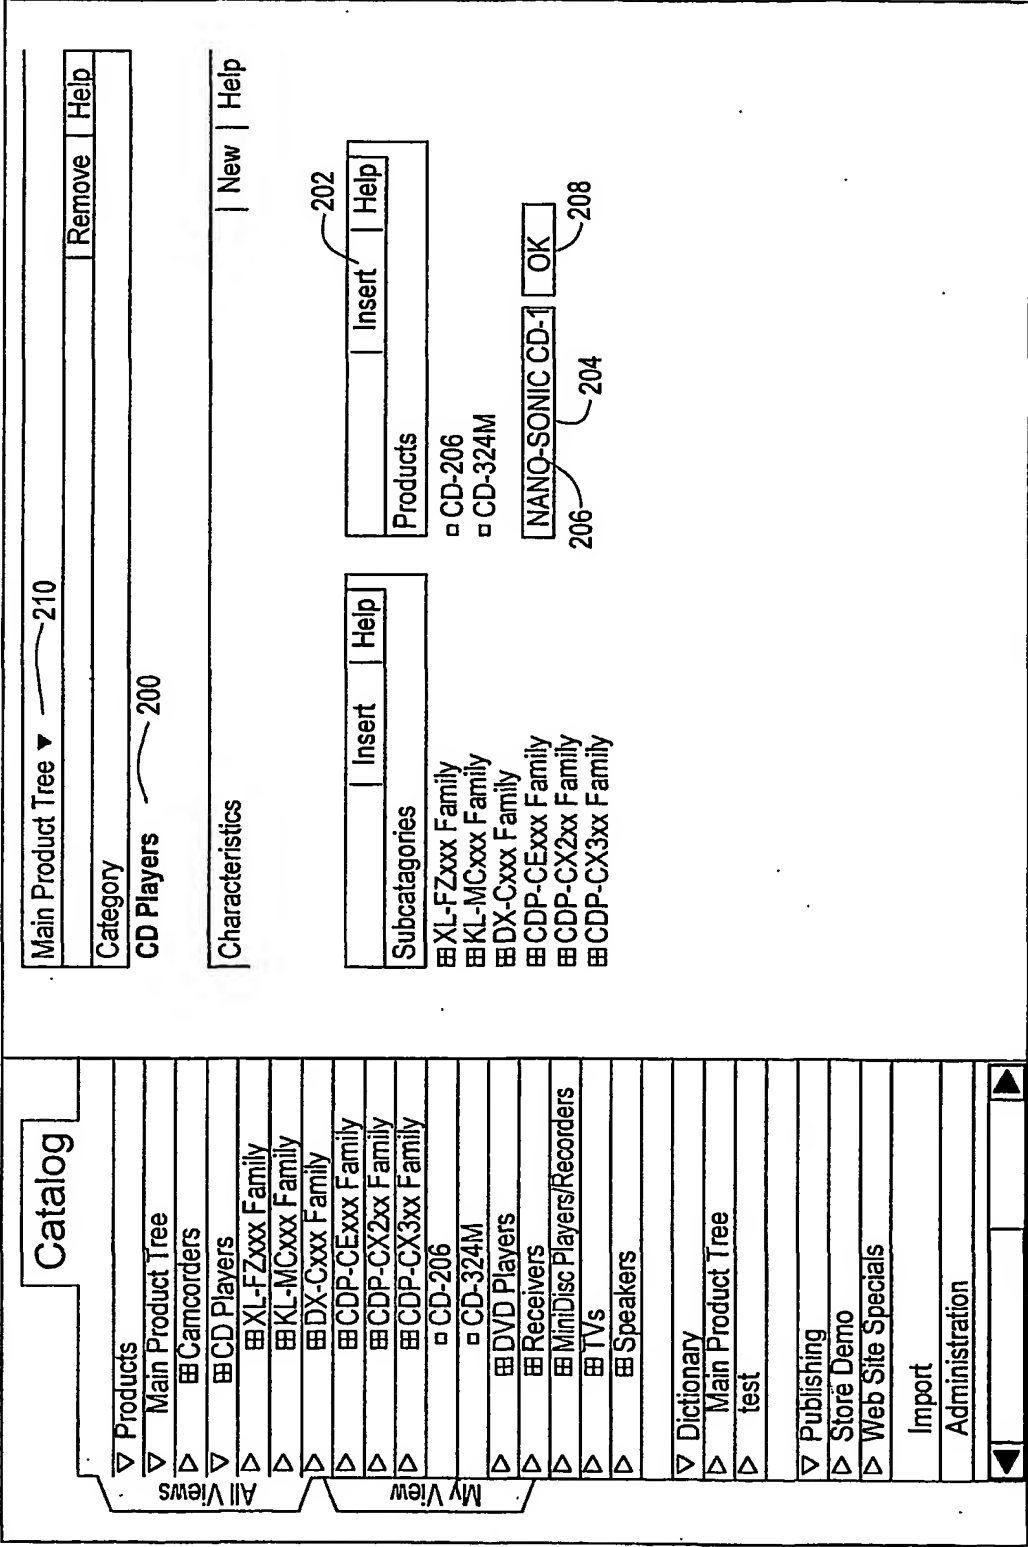 Catalog
All Views
My View
Products
Main Product Tree
Camcorders
CD Players
XL-FZxxx Family
KL-MCxxx Family
DX-Cxxx Family
CDP-CExxx Family
CDP-CX2xx Family
CDP-CX3xx Family
CD-206
CD-324M
DVD Players
Receivers
MiniDisc Players/Recorders
TVs
Speakers
Dictionary
Main Product Tree
test
Publishing
Store Demo
Web Site Specials
Import
Administration
Main Product Tree ▼ 210
| Remove | Help
Category
CD Players 200
Characteristics | New | Help
| Insert | Help
Subcatagories
XL-FZxxx Family
KL-MCxxx Family
DX-Cxxx Family
CDP-CExxx Family
CDP-CX2xx Family
CDP-CX3xx Family
202
| Insert | Help
Products
CD-206
CD-324M
NANO-SONIC CD-1 OK
206 204 208